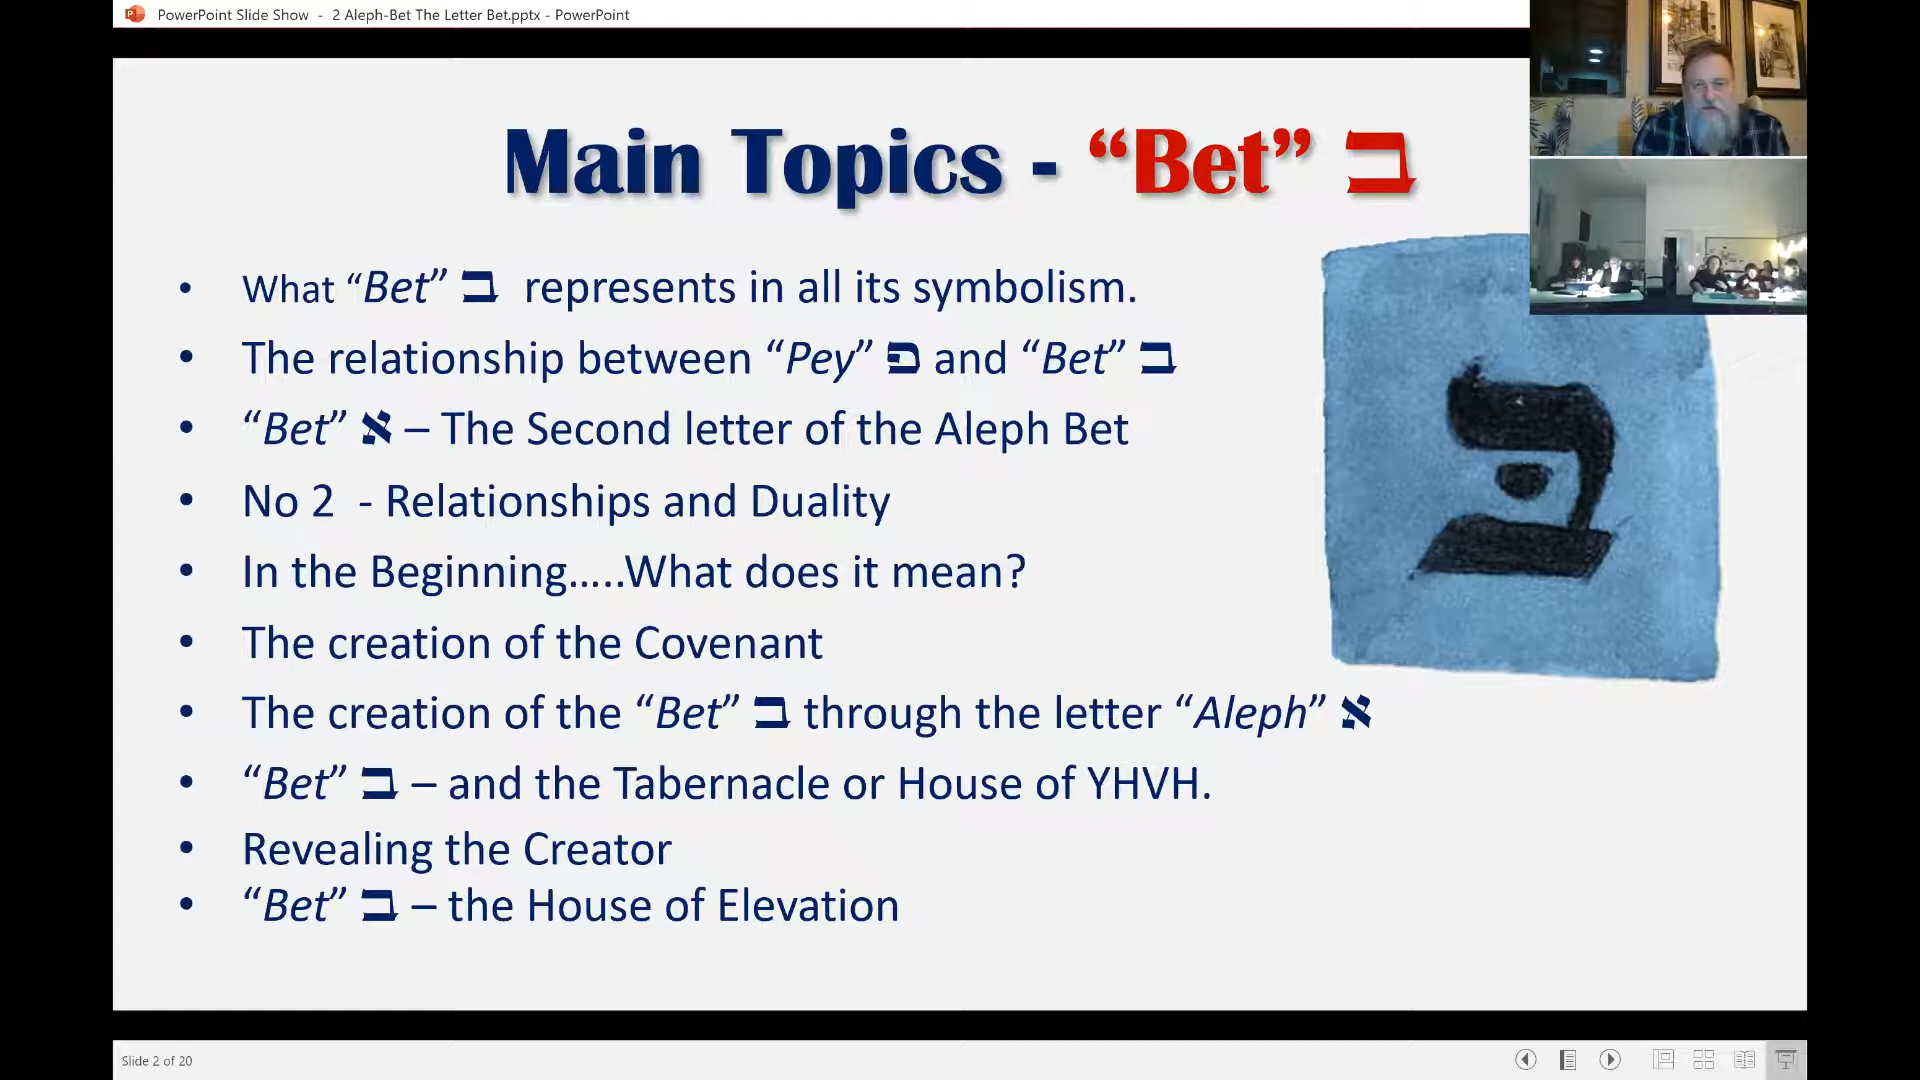 PowerPoint Slide Show - 2 Aleph-Bet The Letter Bet.pptx - PowerPoint
Main Topics - “Bet” ב
• What “Bet” ב represents in all its symbolism.
• The relationship between “Pey” פ and “Bet” ב
• “Bet” א – The Second letter of the Aleph Bet
• No 2 - Relationships and Duality
• In the Beginning…..What does it mean?
• The creation of the Covenant
• The creation of the “Bet” ב through the letter “Aleph” א
• “Bet” ב – and the Tabernacle or House of YHVH.
• Revealing the Creator
• “Bet” ב – the House of Elevation
בּ
Slide 2 of 20